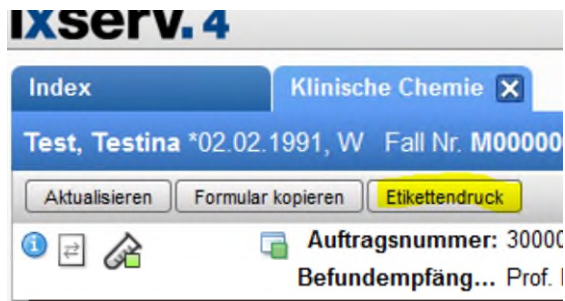 ixserv.4
Index Klinische Chemie
Test, Testina *02.02.1991, W Fall Nr. M00000
Aktualisieren Formular kopieren Etikettendruck
Auftragsnummer: 30000
Befundempfäng... Prof.